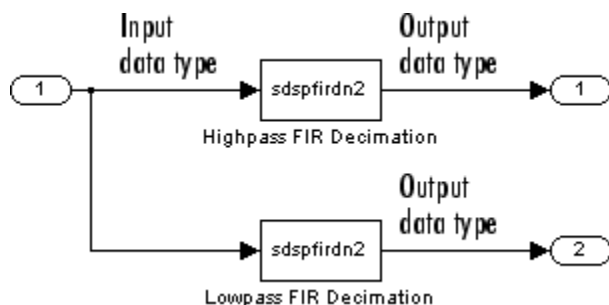 Input
data type
Output
data type
1
sdspfirdn2
1
Highpass FIR Decimation
Output
data type
sdspfirdn2
2
Lowpass FIR Decimation